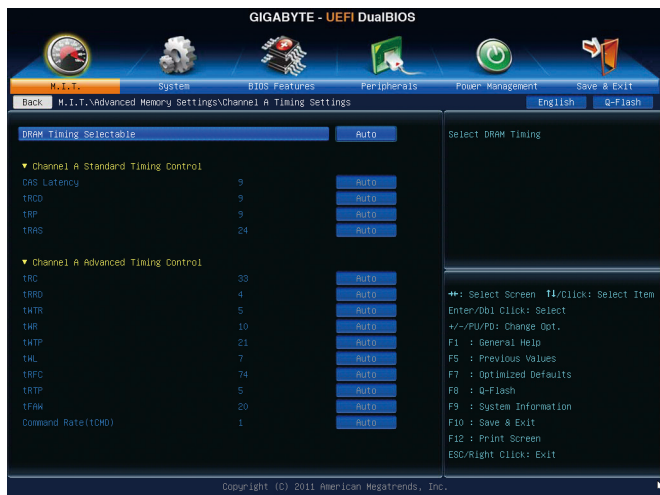 GIGABYTE - UEFI DualBIOS
M.I.T. System BIOS Features Peripherals Power Management Save & Exit
Back M.I.T.\Advanced Memory Settings\Channel A Timing Settings English Q-Flash
DRAM Timing Selectable Auto
▼ Channel A Standard Timing Control
CAS Latency 9 Auto
tRCD 9 Auto
tRP 9 Auto
tRAS 24 Auto
▼ Channel A Advanced Timing Control
tRC 33 Auto
tRRD 4 Auto
tWTR 5 Auto
tWR 10 Auto
tWTP 21 Auto
tWL 7 Auto
tRFC 74 Auto
tRTP 5 Auto
tFAW 20 Auto
Command Rate(tCMD) 1 Auto
Select DRAM Timing
→←: Select Screen ↑↓/Click: Select Item
Enter/Dbl Click: Select
+/-/PU/PD: Change Opt.
F1 : General Help
F5 : Previous Values
F7 : Optimized Defaults
F8 : Q-Flash
F9 : System Information
F10 : Save & Exit
F12 : Print Screen
ESC/Right Click: Exit
Copyright (C) 2011 American Megatrends, Inc.